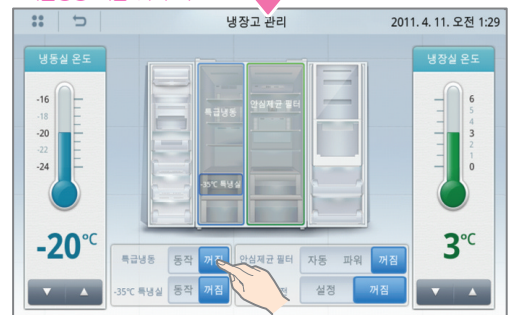 냉장고 관리
2011. 4. 11. 오전 1:29
냉동실 온도
-16
-18
-20
-22
-24
-20℃
특급냉동
안심제균 필터
-35℃ 특냉실
냉장실 온도
6
5
4
3
2
1
0
3℃
특급냉동 동작 꺼짐
안심제균 필터 자동 파워 꺼짐
-35℃ 특냉실 동작 꺼짐
설정 꺼짐